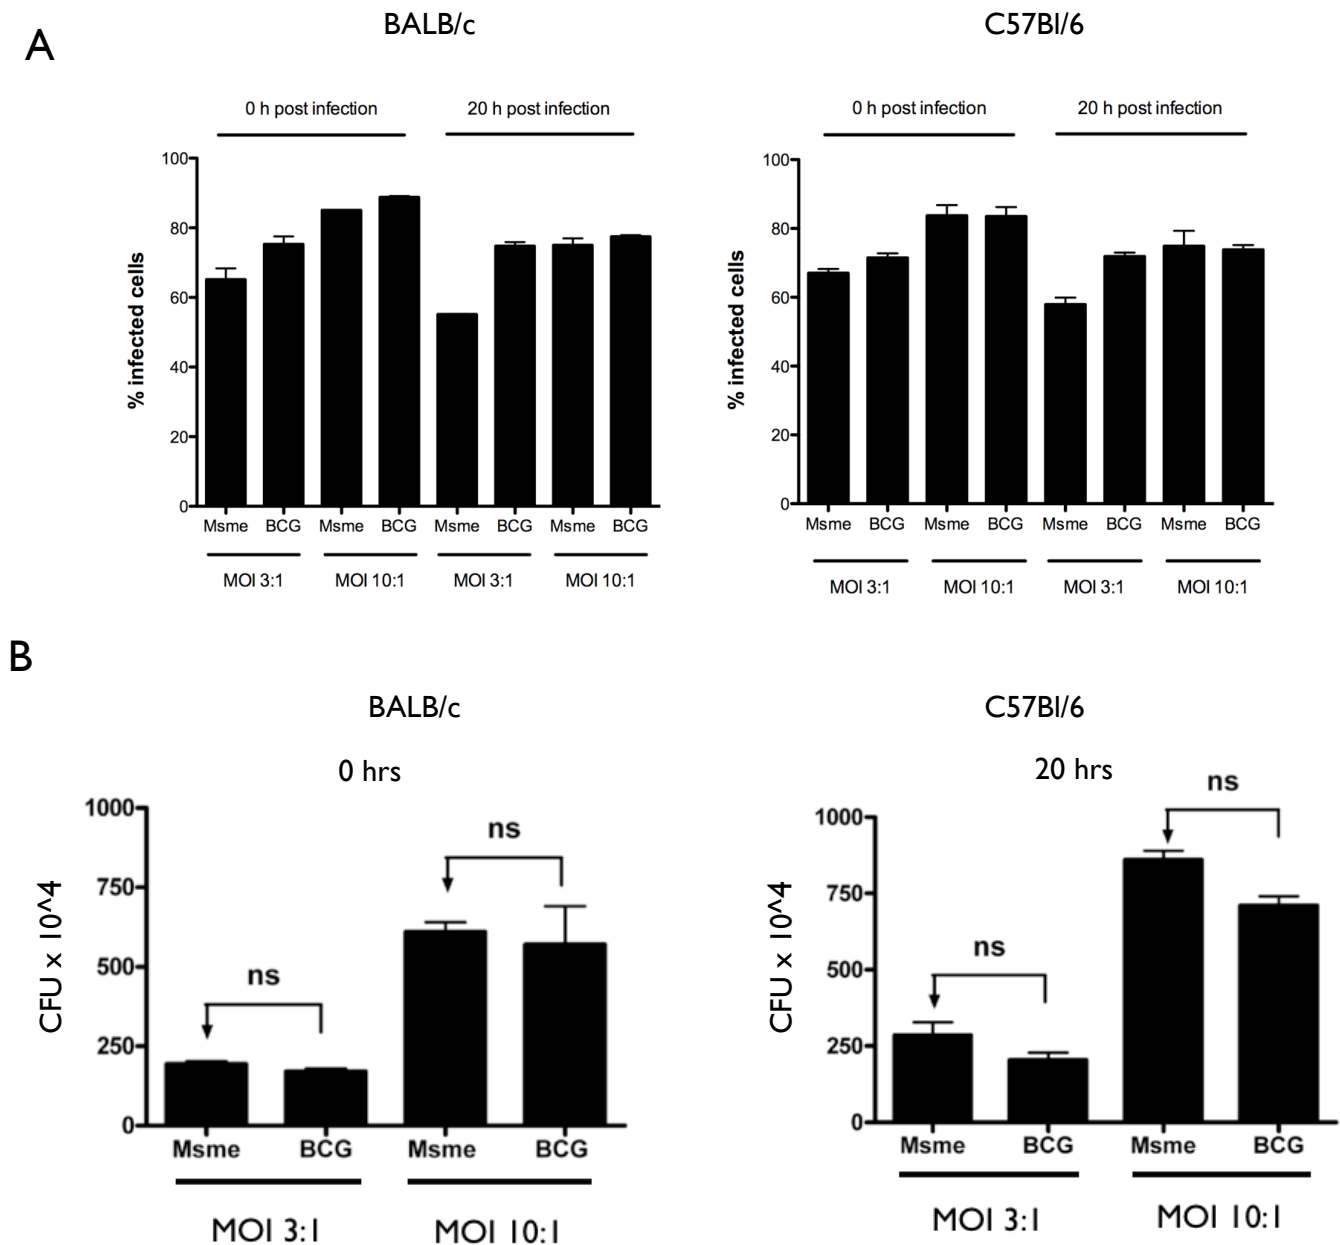 A
BALB/c
C57Bl/6
0 h post infection
20 h post infection
0 h post infection
20 h post infection
% infected cells
100
80
60
40
20
0
Msme BCG Msme BCG Msme BCG Msme BCG
MOI 3:1 MOI 10:1 MOI 3:1 MOI 10:1
% infected cells
100
80
60
40
20
0
Msme BCG Msme BCG Msme BCG Msme BCG
MOI 3:1 MOI 10:1 MOI 3:1 MOI 10:1
B
BALB/c
C57Bl/6
0 hrs
20 hrs
CFU x 10^4
1000
750
500
250
0
ns
ns
Msme BCG Msme BCG
MOI 3:1 MOI 10:1
CFU x 10^4
1000
750
500
250
0
ns
ns
Msme BCG Msme BCG
MOI 3:1 MOI 10:1